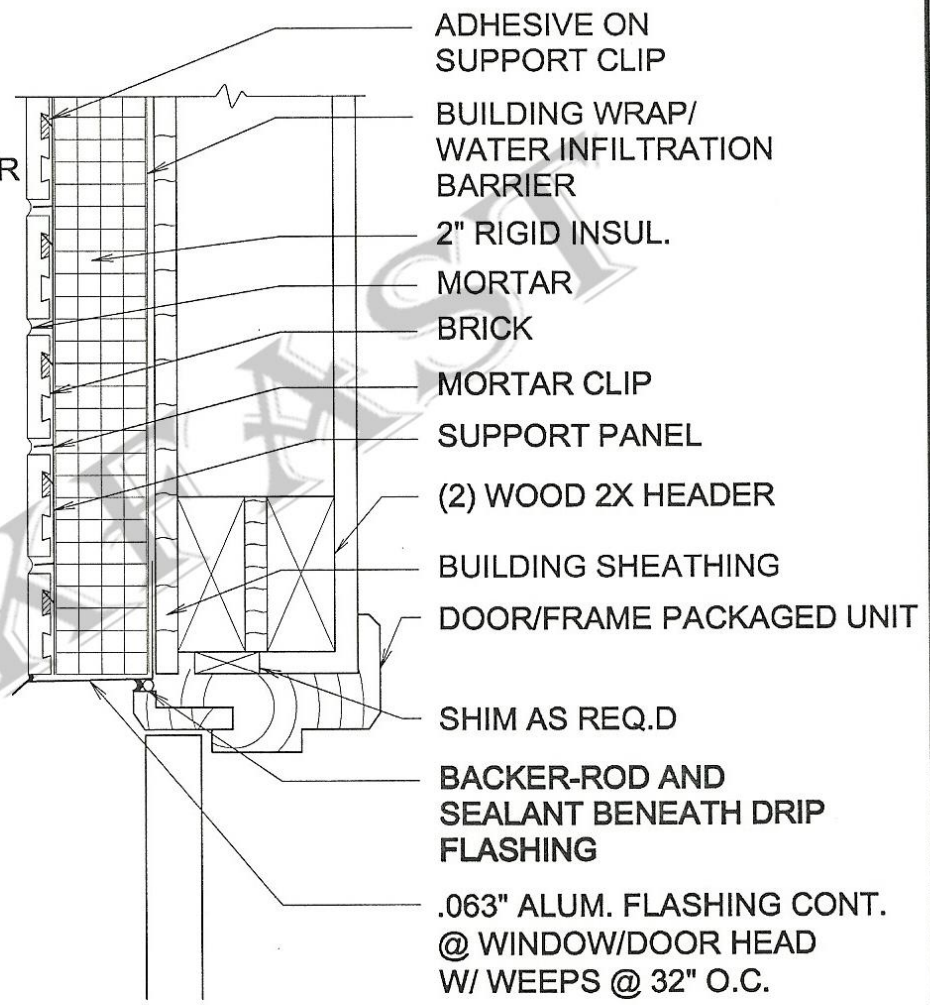 ADHESIVE ON
SUPPORT CLIP
BUILDING WRAP/
WATER INFILTRATION
BARRIER
R
2" RIGID INSUL.
MORTAR
BRICK
MORTAR CLIP
SUPPORT PANEL
(2) WOOD 2X HEADER
BUILDING SHEATHING
DOOR/FRAME PACKAGED UNIT
SHIM AS REQ.D
BACKER-ROD AND
SEALANT BENEATH DRIP
FLASHING
.063" ALUM. FLASHING CONT.
@ WINDOW/DOOR HEAD
W/ WEEPS @ 32" O.C.
KFAST